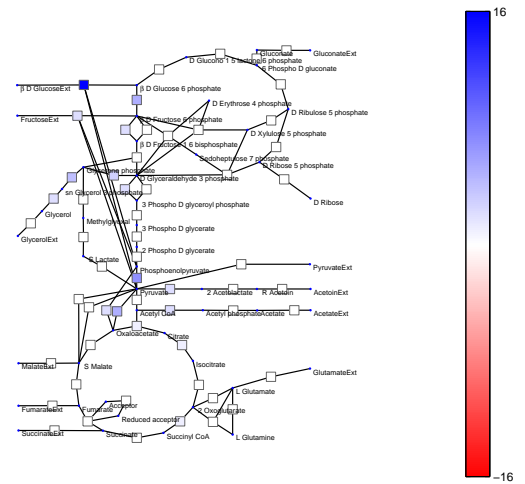 16
D Glucono 1 5 lactone 6 phosphate
Gluconate
GluconateExt
6 Phospho D gluconate
β D GlucoseExt
β D Glucose 6 phosphate
D Erythrose 4 phosphate
D Ribulose 5 phosphate
FructoseExt
β D Fructose 6 phosphate
D Xylulose 5 phosphate
β D Fructose 1 6 bisphosphate
Sedoheptulose 7 phosphate
D Ribose 5 phosphate
Glycerone phosphate
D Glyceraldehyde 3 phosphate
sn Glycerol 3 phosphate
D Ribose
3 Phospho D glyceroyl phosphate
Glycerol
Methylglyoxal
3 Phospho D glycerate
GlycerolExt
2 Phospho D glycerate
S Lactate
Phosphoenolpyruvate
PyruvateExt
Pyruvate
2 Acetolactate
R Acetoin
AcetoinExt
Acetyl CoA
Acetyl phosphate
Acetate
AcetateExt
Oxaloacetate
Citrate
MalateExt
S Malate
Isocitrate
GlutamateExt
L Glutamate
FumarateExt
Fumarate
Acceptor
2 Oxoglutarate
Reduced acceptor
SuccinateExt
Succinate
Succinyl CoA
L Glutamine
−16